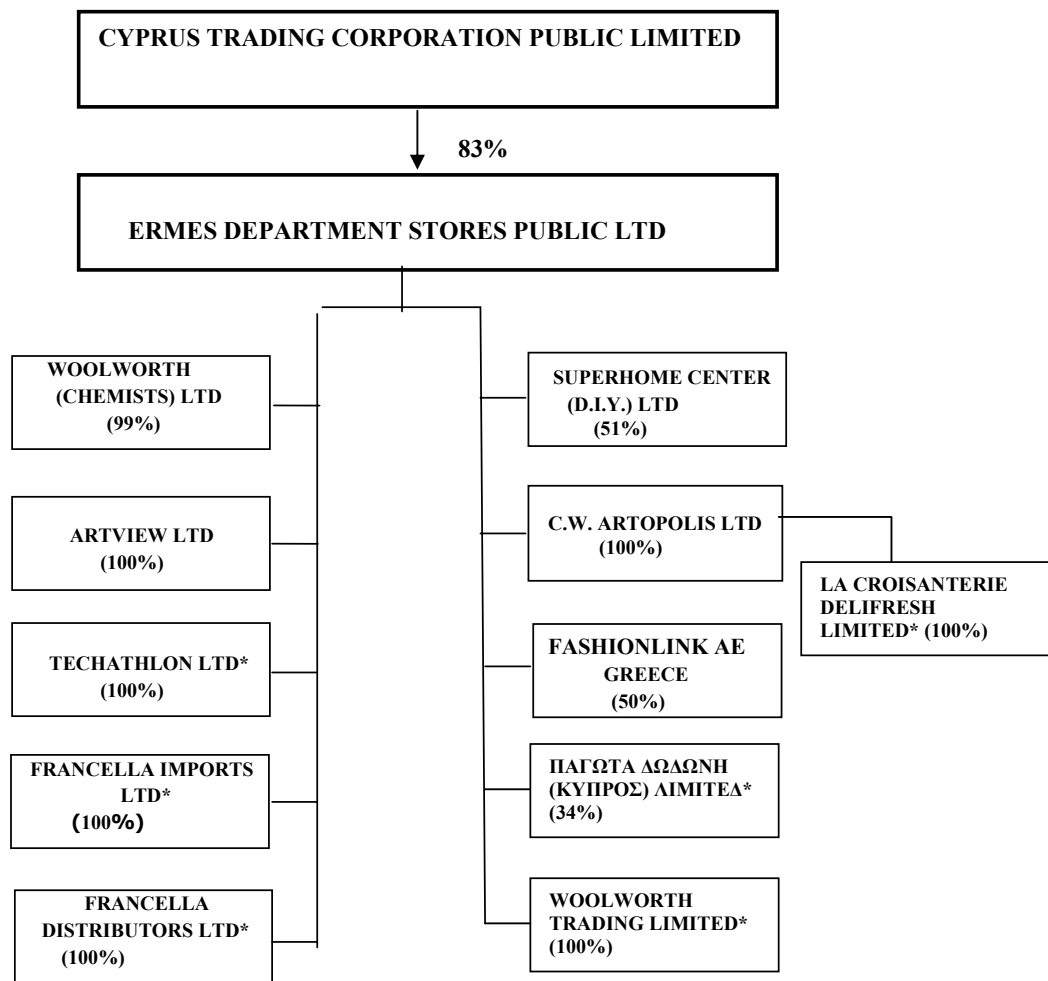 CYPRUS TRADING CORPORATION PUBLIC LIMITED
83%
ERMES DEPARTMENT STORES PUBLIC LTD
WOOLWORTH
(CHEMISTS) LTD
(99%)
SUPERHOME CENTER
(D.I.Y.) LTD
(51%)
ARTVIEW LTD
(100%)
C.W. ARTOPOLIS LTD
(100%)
LA CROISANTERIE
DELIFRESH
LIMITED* (100%)
TECHATHLON LTD*
(100%)
FASHIONLINK AE
GREECE
(50%)
FRANCELLA IMPORTS
LTD*
(100%)
ΠΑΓΩΤΑ ΔΩΔΩΝΗ
(ΚΥΠΡΟΣ) ΛΙΜΙΤΕΔ*
(34%)
FRANCELLA
DISTRIBUTORS LTD*
(100%)
WOOLWORTH
TRADING LIMITED*
(100%)